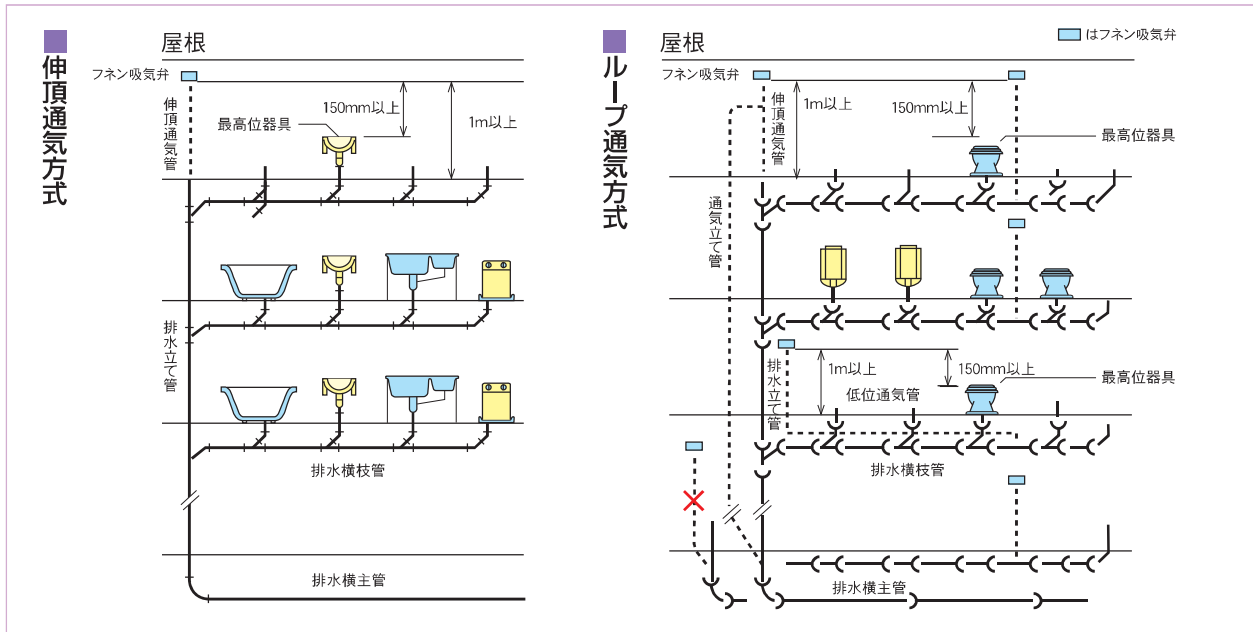 伸頂通気方式
屋根
フネン吸気弁
伸頂通気管
150mm以上
1m以上
最高位器具
排水立て管
排水横枝管
排水横主管
ループ通気方式
屋根
はフネン吸気弁
フネン吸気弁
伸頂通気管
1m以上
150mm以上
最高位器具
通気立て管
排水立て管
1m以上
150mm以上
低位通気管
最高位器具
排水横枝管
排水横主管